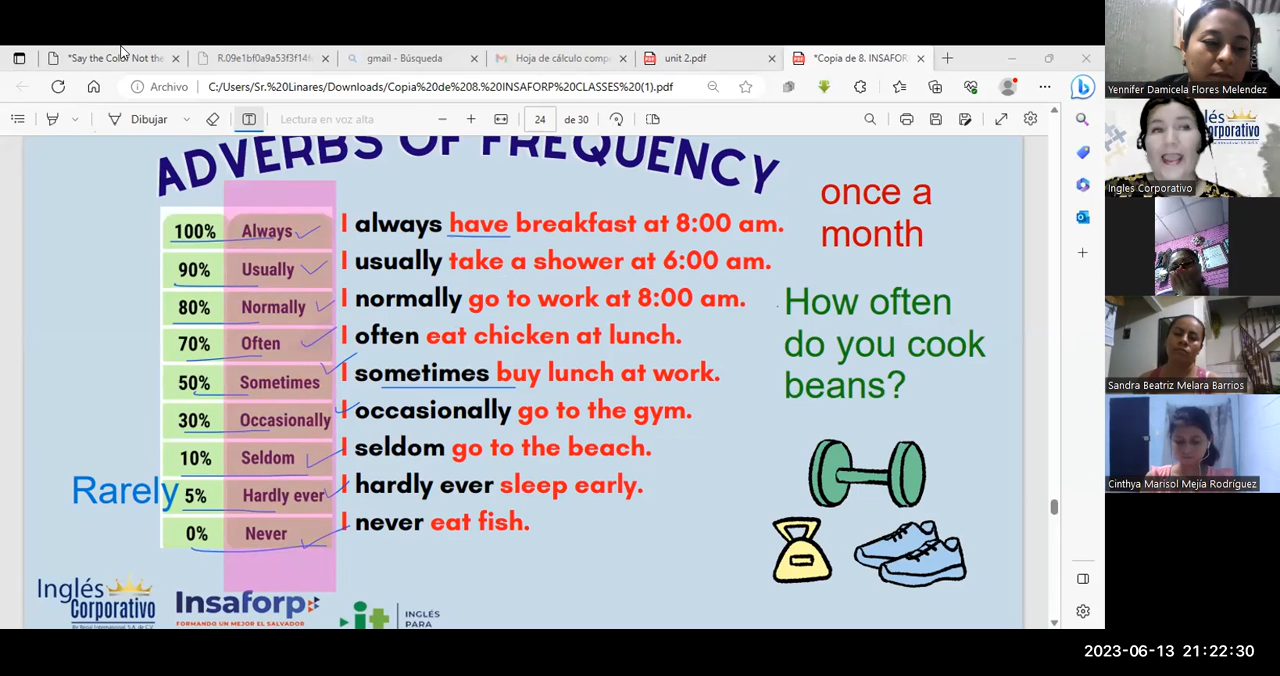 *Say the Color Not the
R.09e1bf0a9a53f3f14f
gmail - Búsqueda
Hoja de cálculo comp
unit 2.pdf
*Copia de 8. INSAFOR
Archivo
C:/Users/Sr.%20Linares/Downloads/Copia%20de%208.%20INSAFORP%20CLASSES%20(1).pdf
Dibujar
Lectura en voz alta
24
de 30
ADVERBS OF FREQUENCY
100% Always I always have breakfast at 8:00 am.
90% Usually I usually take a shower at 6:00 am.
80% Normally I normally go to work at 8:00 am.
70% Often I often eat chicken at lunch.
50% Sometimes I sometimes buy lunch at work.
30% Occasionally I occasionally go to the gym.
10% Seldom I seldom go to the beach.
Rarely 5% Hardly ever I hardly ever sleep early.
0% Never I never eat fish.
once a
month
How often
do you cook
beans?
Inglés
Corporativo
Insaforp
FORMANDO UN MEJOR EL SALVADOR
it
INGLÉS
PARA
Yennifer Damicela Flores Melendez
Inglés
Corporativo
Ingles Corporativo
Sandra Beatriz Melara Barrios
Cinthya Marisol Mejía Rodríguez
2023-06-13 21:22:30